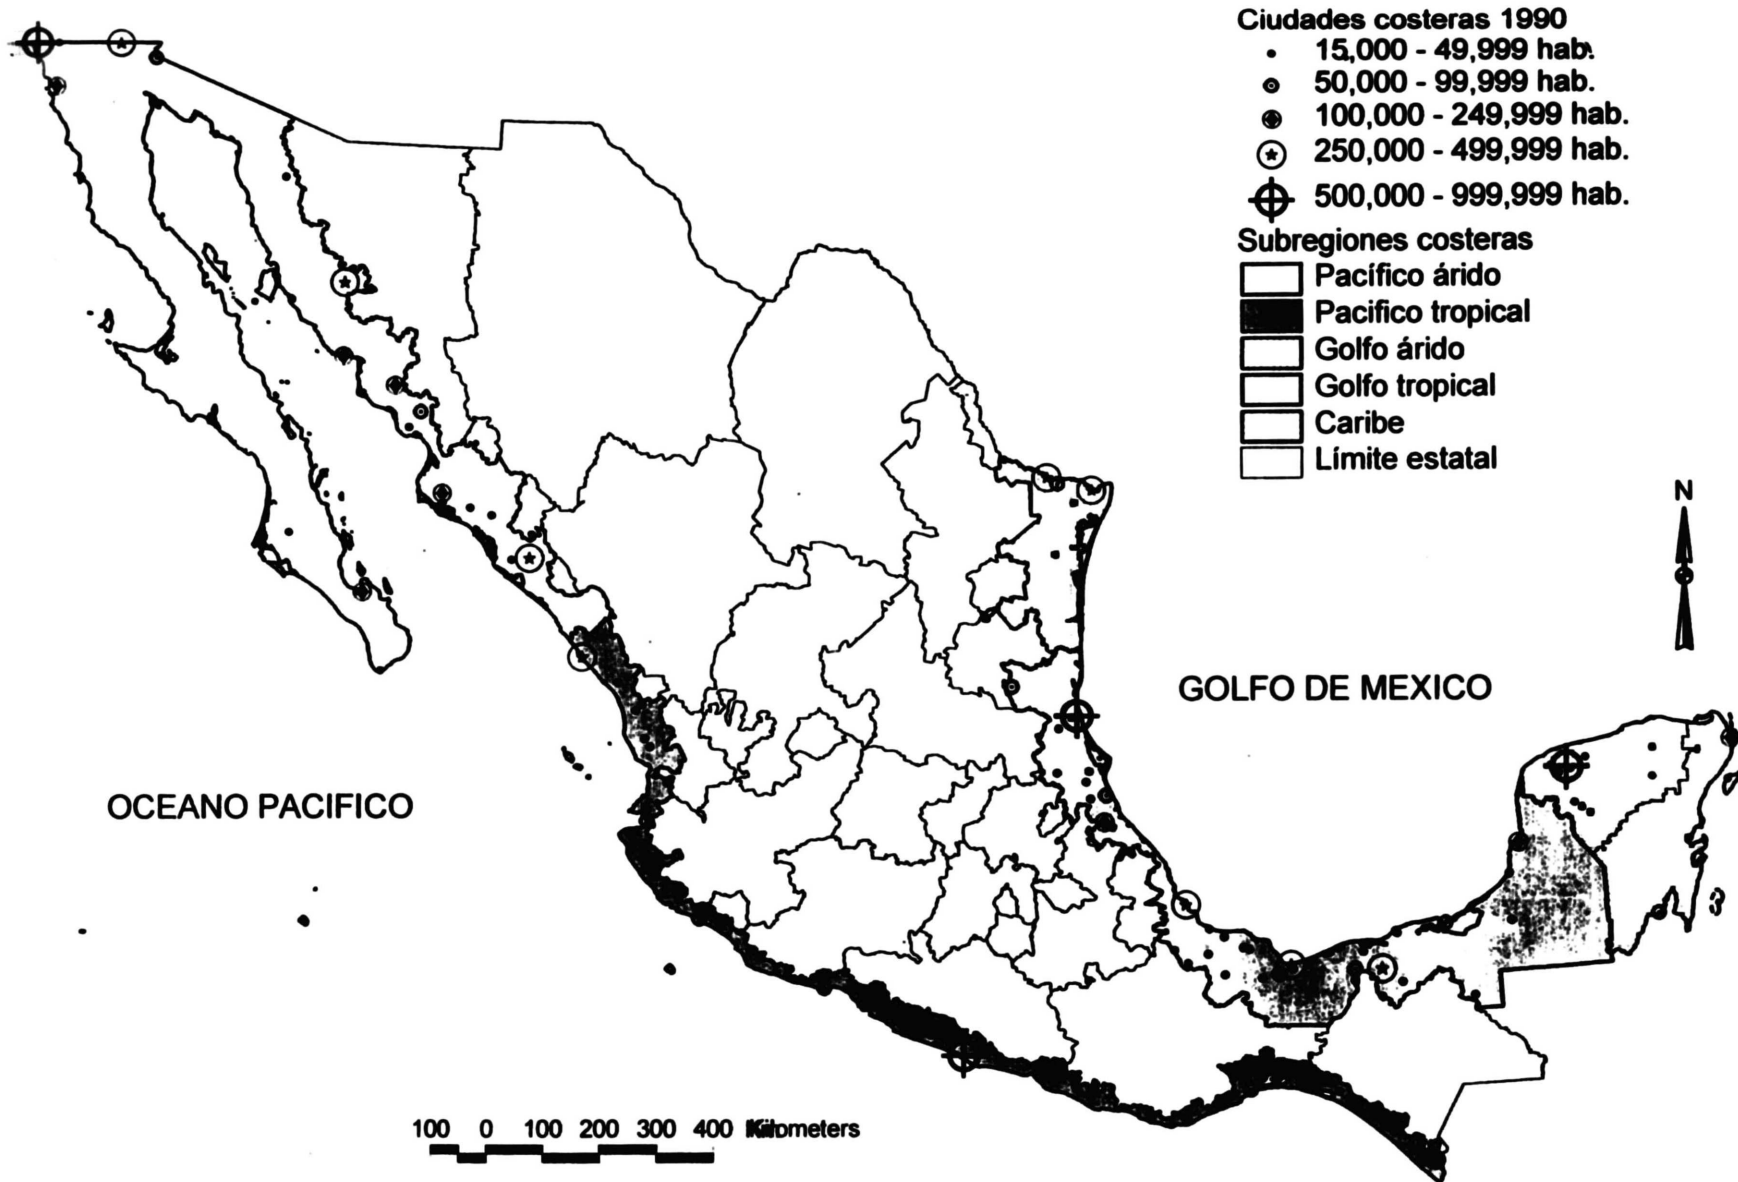 Ciudades costeras 1990
15,000 - 49,999 hab.
50,000 - 99,999 hab.
100,000 - 249,999 hab.
250,000 - 499,999 hab.
500,000 - 999,999 hab.
Subregiones costeras
Pacífico árido
Pacifico tropical
Golfo árido
Golfo tropical
Caribe
Límite estatal
N
GOLFO DE MEXICO
OCEANO PACIFICO
100 0 100 200 300 400 Kilometers